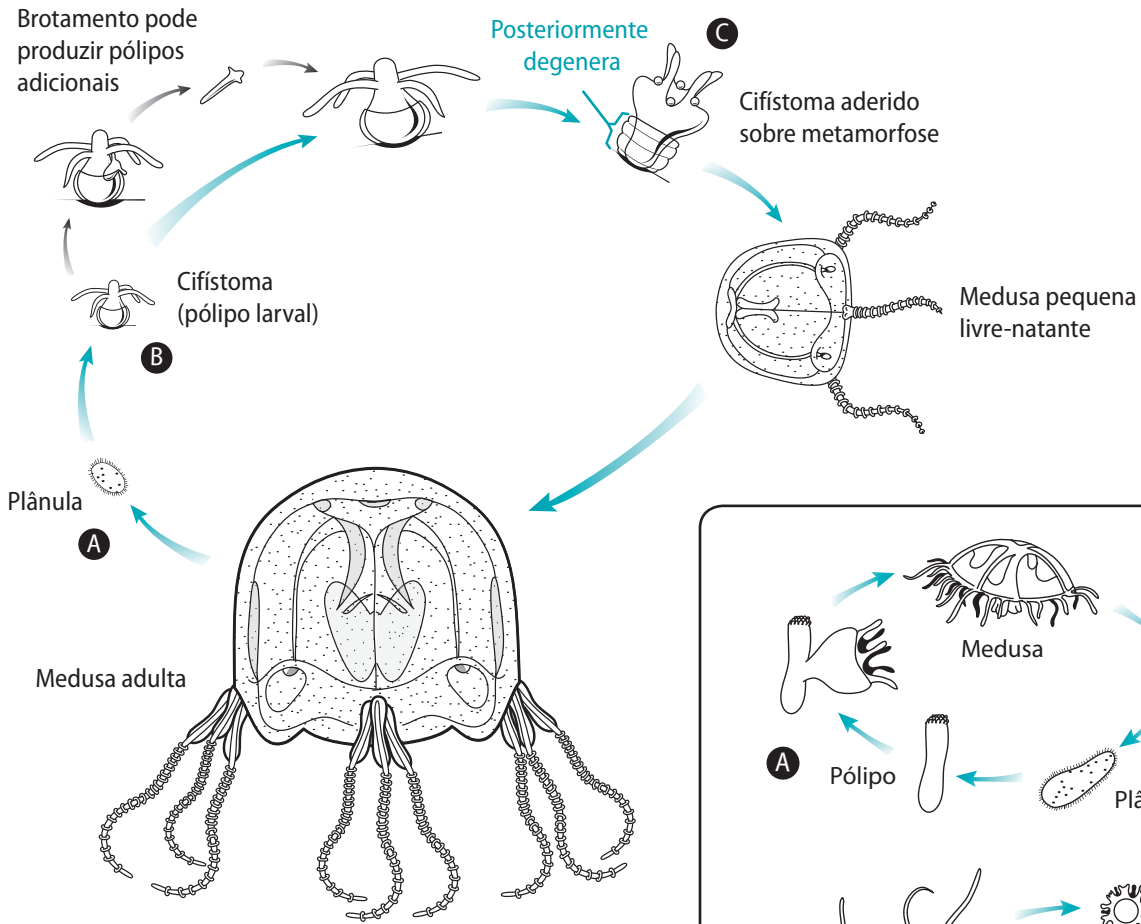 Brotamento pode
produzir pólipos
adicionais
Posteriormente
degenera
C
Cifístoma aderido
sobre metamorfose
Cifístoma
(pólipo larval)
B
Medusa pequena
livre-natante
Plânula
A
Medusa adulta
Medusa
A
Pólipo
Plâ